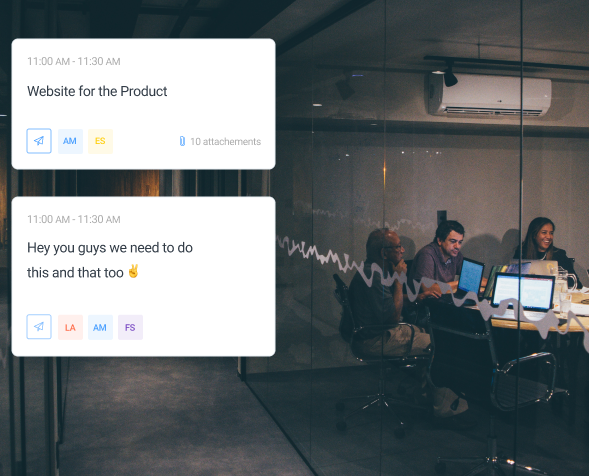 11:00 AM - 11:30 AM
Website for the Product
AM ES 10 attachements
11:00 AM - 11:30 AM
Hey you guys we need to do
this and that too ✌️
LA AM FS